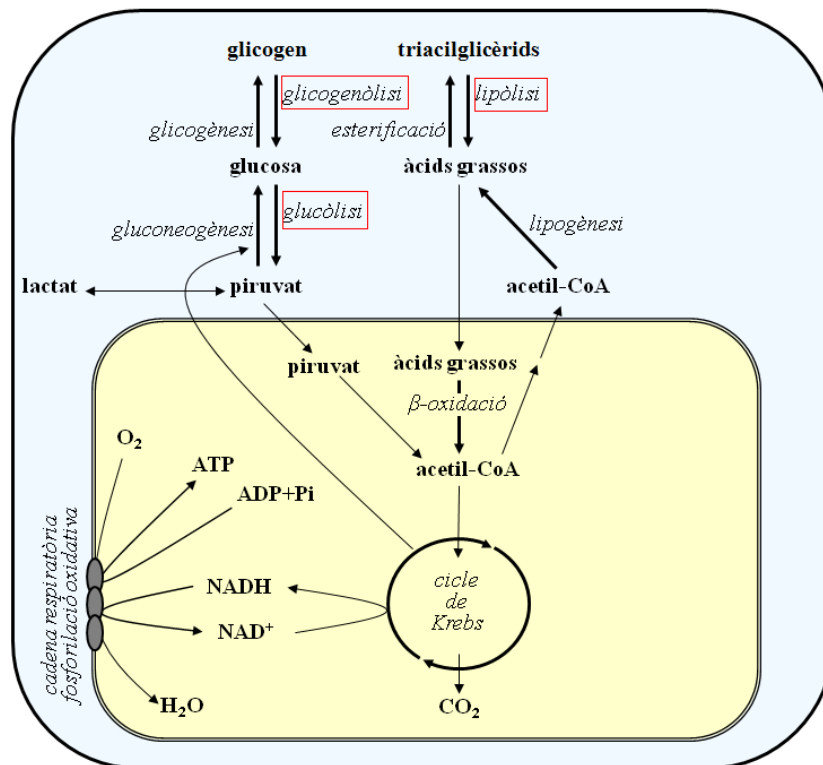 glicogen
triacilglicèrids
glicogenòlisi
lipòlisi
glicogènesi
esterificació
glucosa
àcids grassos
glucòlisi
gluconeogènesi
lipogènesi
lactat
piruvat
acetil-CoA
piruvat
àcids grassos
β-oxidació
O₂
ATP
acetil-CoA
ADP+Pi
cadena respiratòria
fosforilació oxidativa
NADH
cicle
de
Krebs
NAD⁺
H₂O
CO₂